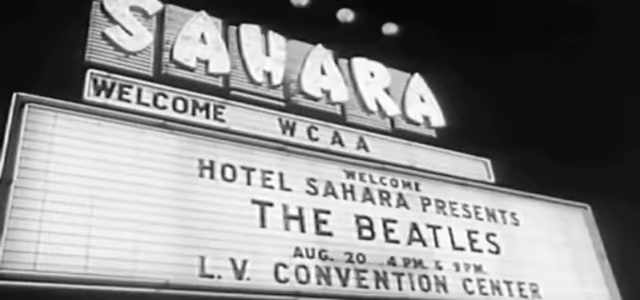 SAHARA
WELCOME WCAA
WELCOME
HOTEL SAHARA PRESENTS
THE BEATLES
AUG. 20 4 P.M. & 9 P.M.
L.V. CONVENTION CENTER